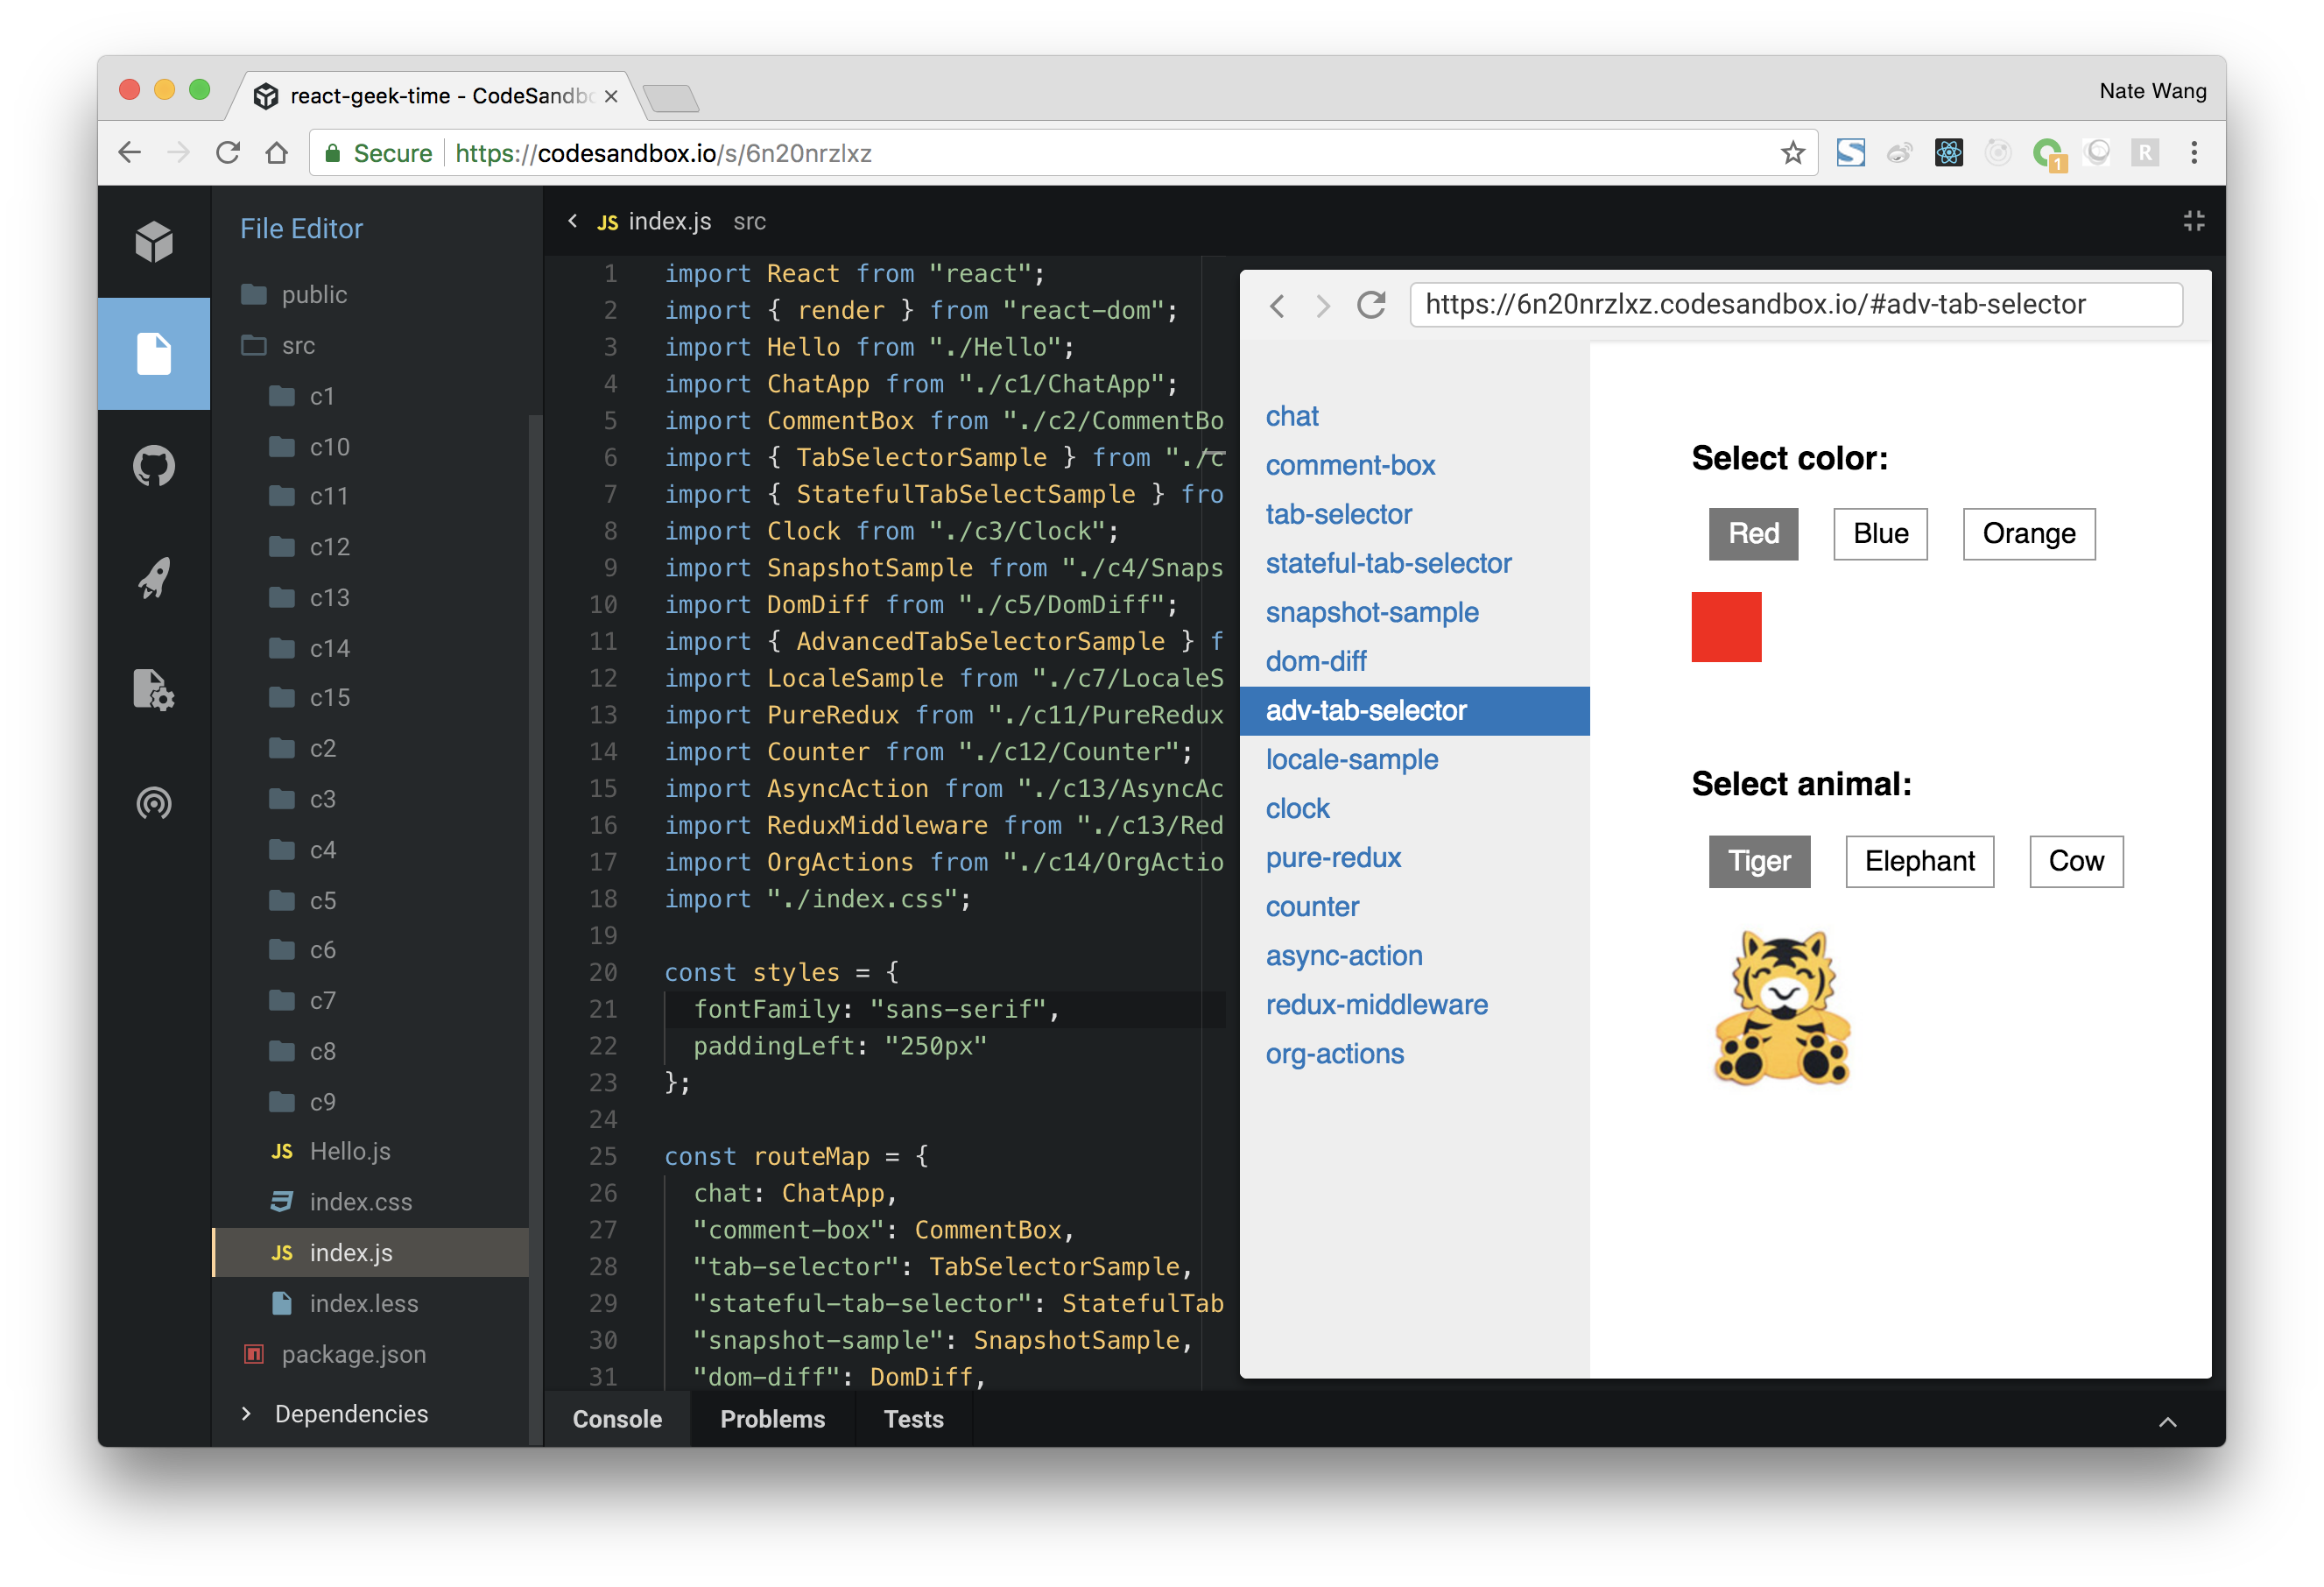 react-geek-time - CodeSandbo
Nate Wang
Secure https://codesandbox.io/s/6n20nrzlxz
S
1
R
File Editor
public
src
c1
c10
c11
c12
c13
c14
c15
c2
c3
c4
c5
c6
c7
c8
c9
JS Hello.js
index.css
JS index.js
index.less
package.json
Dependencies
JS index.js src
1 import React from "react";
2 import { render } from "react-dom";
3 import Hello from "./Hello";
4 import ChatApp from "./c1/ChatApp";
5 import CommentBox from "./c2/CommentBo
6 import { TabSelectorSample } from "./c
7 import { StatefulTabSelectSample } fro
8 import Clock from "./c3/Clock";
9 import SnapshotSample from "./c4/Snaps
10 import DomDiff from "./c5/DomDiff";
11 import { AdvancedTabSelectorSample } f
12 import LocaleSample from "./c7/LocaleS
13 import PureRedux from "./c11/PureRedux
14 import Counter from "./c12/Counter";
15 import AsyncAction from "./c13/AsyncAc
16 import ReduxMiddleware from "./c13/Red
17 import OrgActions from "./c14/OrgActio
18 import "./index.css";
19
20 const styles = {
21 fontFamily: "sans-serif",
22 paddingLeft: "250px"
23 };
24
25 const routeMap = {
26 chat: ChatApp,
27 "comment-box": CommentBox,
28 "tab-selector": TabSelectorSample,
29 "stateful-tab-selector": StatefulTab
30 "snapshot-sample": SnapshotSample,
31 "dom-diff": DomDiff,
Console Problems Tests
https://6n20nrzlxz.codesandbox.io/#adv-tab-selector
chat
comment-box
tab-selector
stateful-tab-selector
snapshot-sample
dom-diff
adv-tab-selector
locale-sample
clock
pure-redux
counter
async-action
redux-middleware
org-actions
Select color:
Red Blue Orange
Select animal:
Tiger Elephant Cow